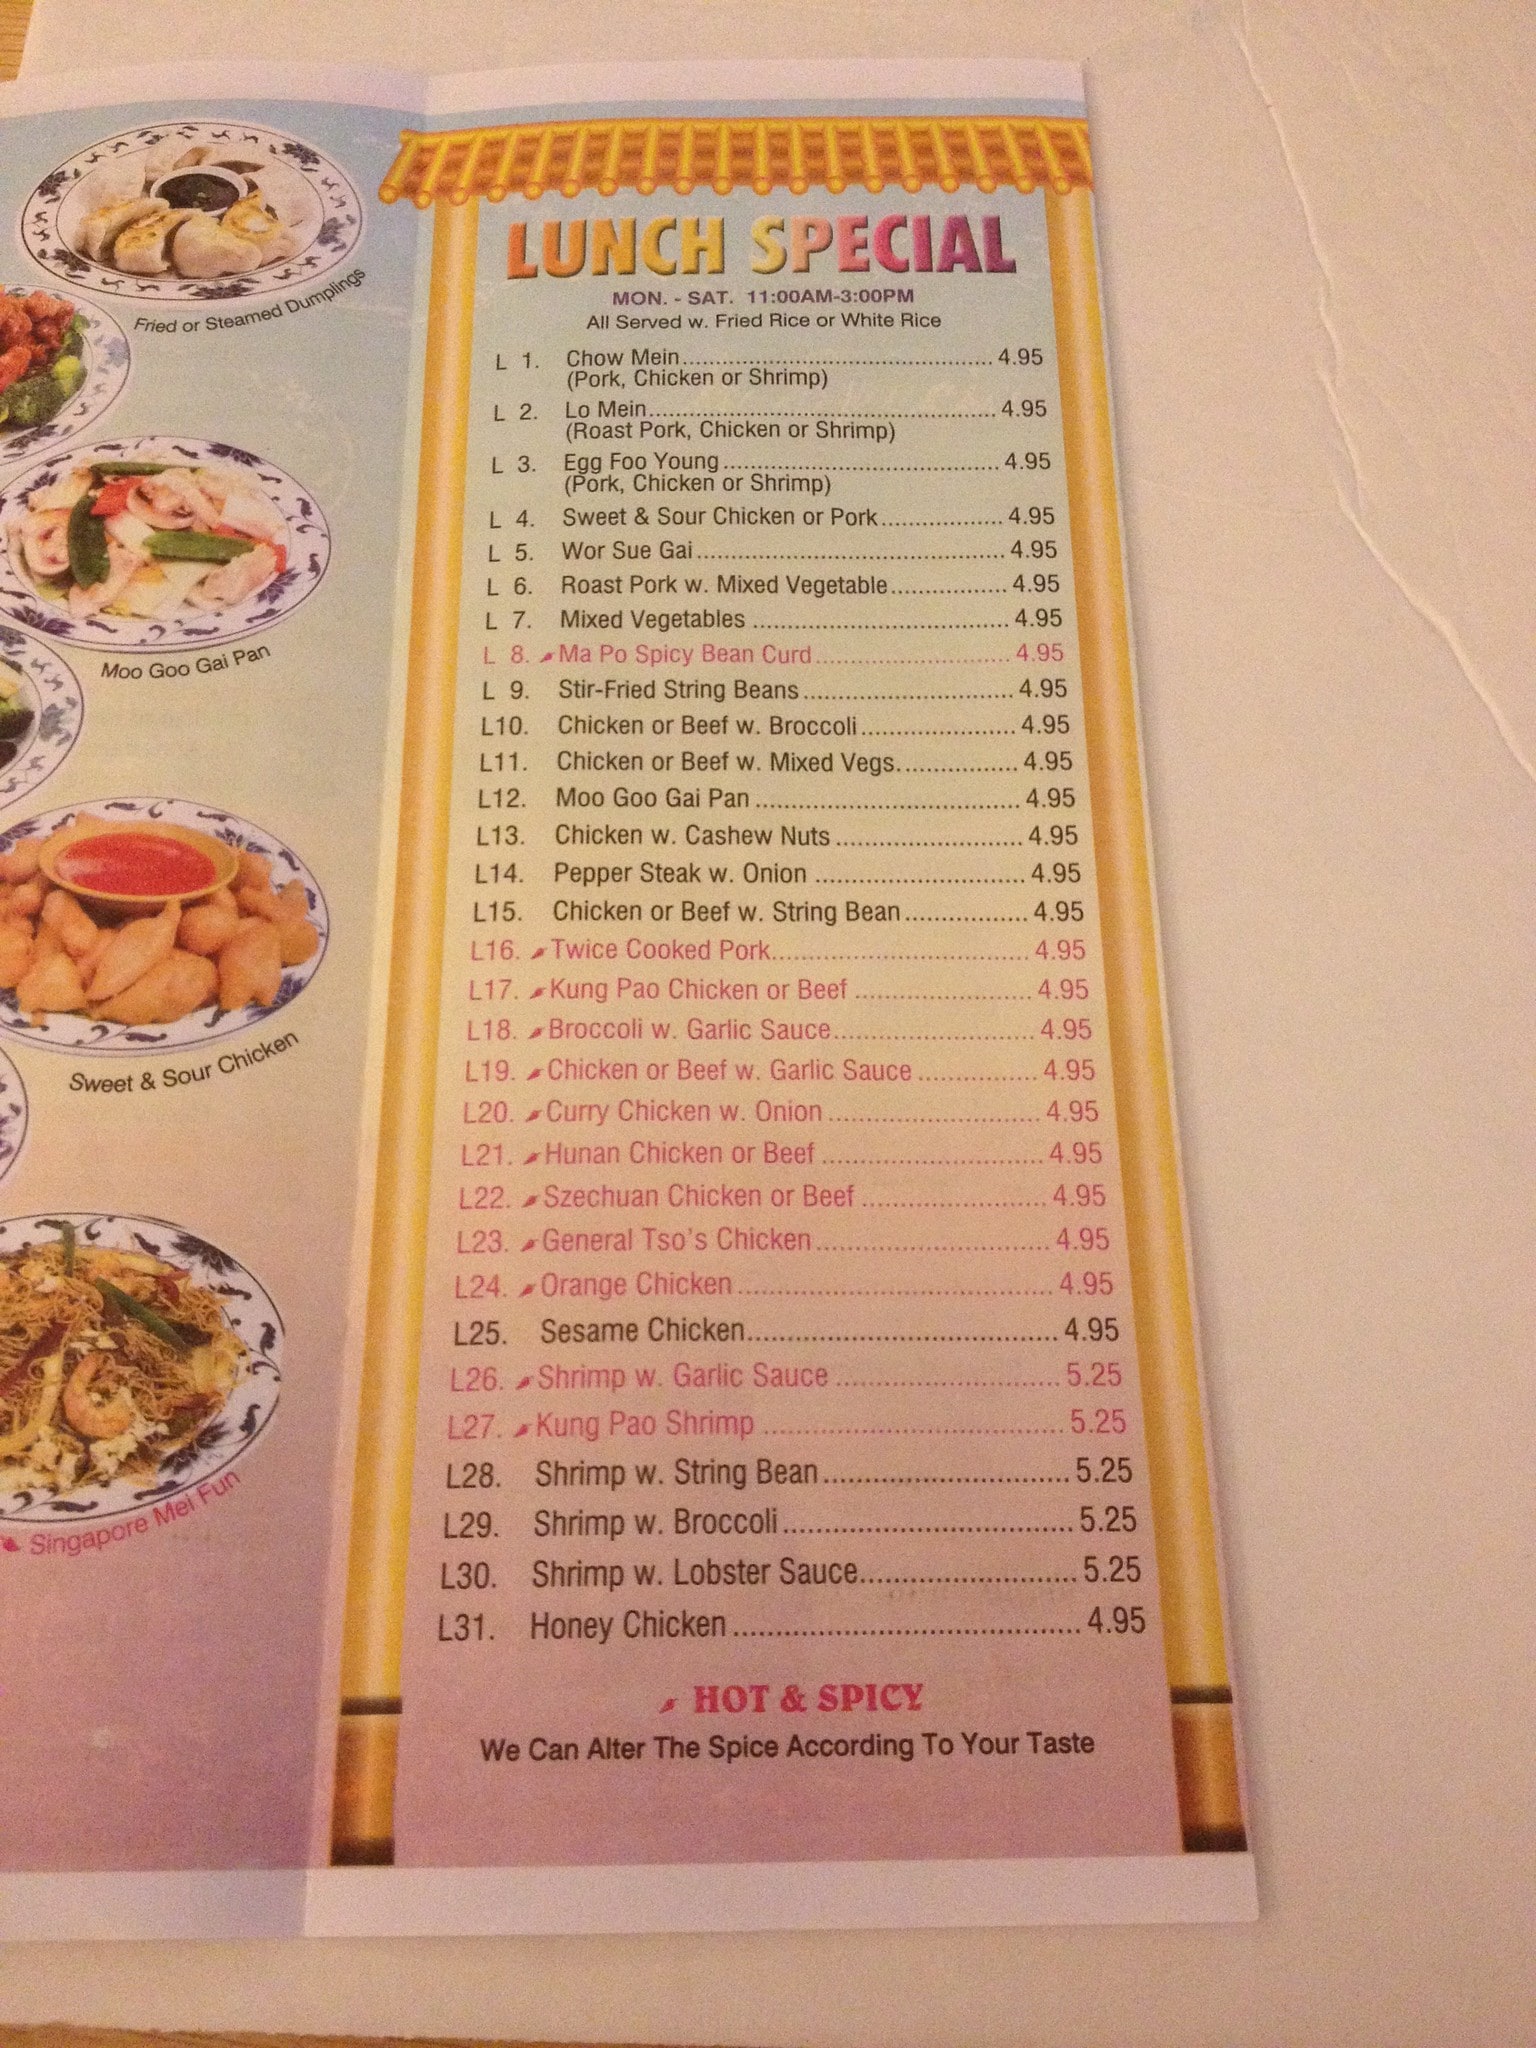 Fried or Steamed Dumplings
Moo Goo Gai Pan
Sweet & Sour Chicken
Singapore Mei Fun
LUNCH SPECIAL
MON. - SAT. 11:00AM-3:00PM
All Served w. Fried Rice or White Rice
L 1. Chow Mein 4.95
(Pork, Chicken or Shrimp)
L 2. Lo Mein 4.95
(Roast Pork, Chicken or Shrimp)
L 3. Egg Foo Young 4.95
(Pork, Chicken or Shrimp)
L 4. Sweet & Sour Chicken or Pork 4.95
L 5. Wor Sue Gai 4.95
L 6. Roast Pork w. Mixed Vegetable 4.95
L 7. Mixed Vegetables 4.95
L 8. Ma Po Spicy Bean Curd 4.95
L 9. Stir-Fried String Beans 4.95
L10. Chicken or Beef w. Broccoli 4.95
L11. Chicken or Beef w. Mixed Vegs. 4.95
L12. Moo Goo Gai Pan 4.95
L13. Chicken w. Cashew Nuts 4.95
L14. Pepper Steak w. Onion 4.95
L15. Chicken or Beef w. String Bean 4.95
L16. Twice Cooked Pork 4.95
L17. Kung Pao Chicken or Beef 4.95
L18. Broccoli w. Garlic Sauce 4.95
L19. Chicken or Beef w. Garlic Sauce 4.95
L20. Curry Chicken w. Onion 4.95
L21. Hunan Chicken or Beef 4.95
L22. Szechuan Chicken or Beef 4.95
L23. General Tso's Chicken 4.95
L24. Orange Chicken 4.95
L25. Sesame Chicken 4.95
L26. Shrimp w. Garlic Sauce 5.25
L27. Kung Pao Shrimp 5.25
L28. Shrimp w. String Bean 5.25
L29. Shrimp w. Broccoli 5.25
L30. Shrimp w. Lobster Sauce 5.25
L31. Honey Chicken 4.95
HOT & SPICY
We Can Alter The Spice According To Your Taste